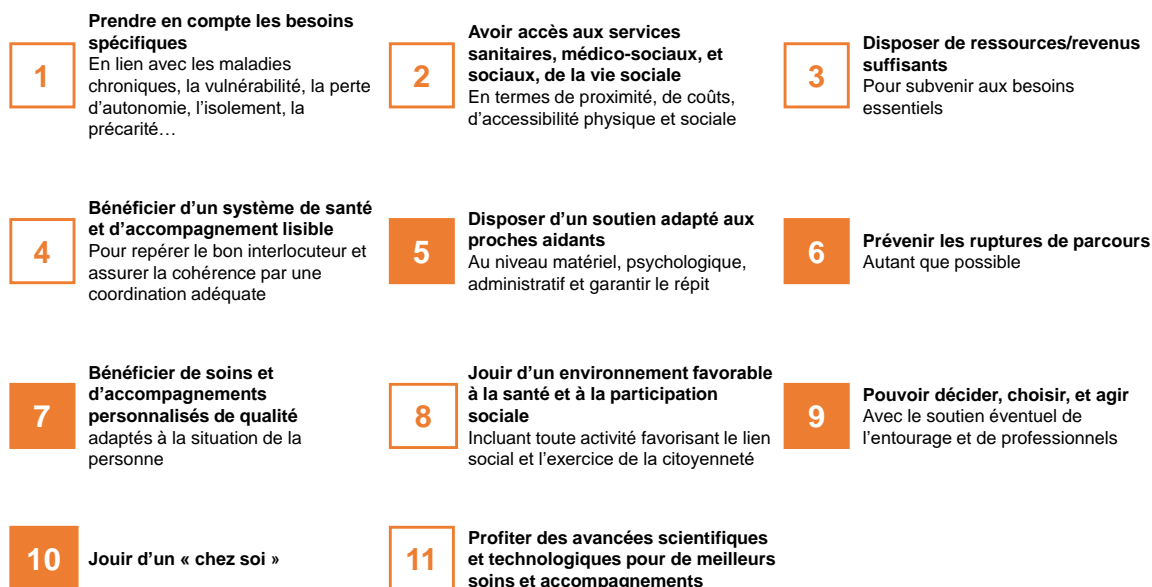 1
Prendre en compte les besoins
spécifiques
En lien avec les maladies
chroniques, la vulnérabilité, la perte
d’autonomie, l’isolement, la
précarité…
2
Avoir accès aux services
sanitaires, médico-sociaux, et
sociaux, de la vie sociale
En termes de proximité, de coûts,
d’accessibilité physique et sociale
3
Disposer de ressources/revenus
suffisants
Pour subvenir aux besoins
essentiels
4
Bénéficier d’un système de santé
et d’accompagnement lisible
Pour repérer le bon interlocuteur et
assurer la cohérence par une
coordination adéquate
5
Disposer d’un soutien adapté aux
proches aidants
Au niveau matériel, psychologique,
administratif et garantir le répit
6
Prévenir les ruptures de parcours
Autant que possible
7
Bénéficier de soins et
d’accompagnements
personnalisés de qualité
adaptés à la situation de la
personne
8
Jouir d’un environnement favorable
à la santé et à la participation
sociale
Incluant toute activité favorisant le lien
social et l’exercice de la citoyenneté
9
Pouvoir décider, choisir, et agir
Avec le soutien éventuel de
l’entourage et de professionnels
10
Jouir d’un « chez soi »
11
Profiter des avancées scientifiques
et technologiques pour de meilleurs
soins et accompagnements